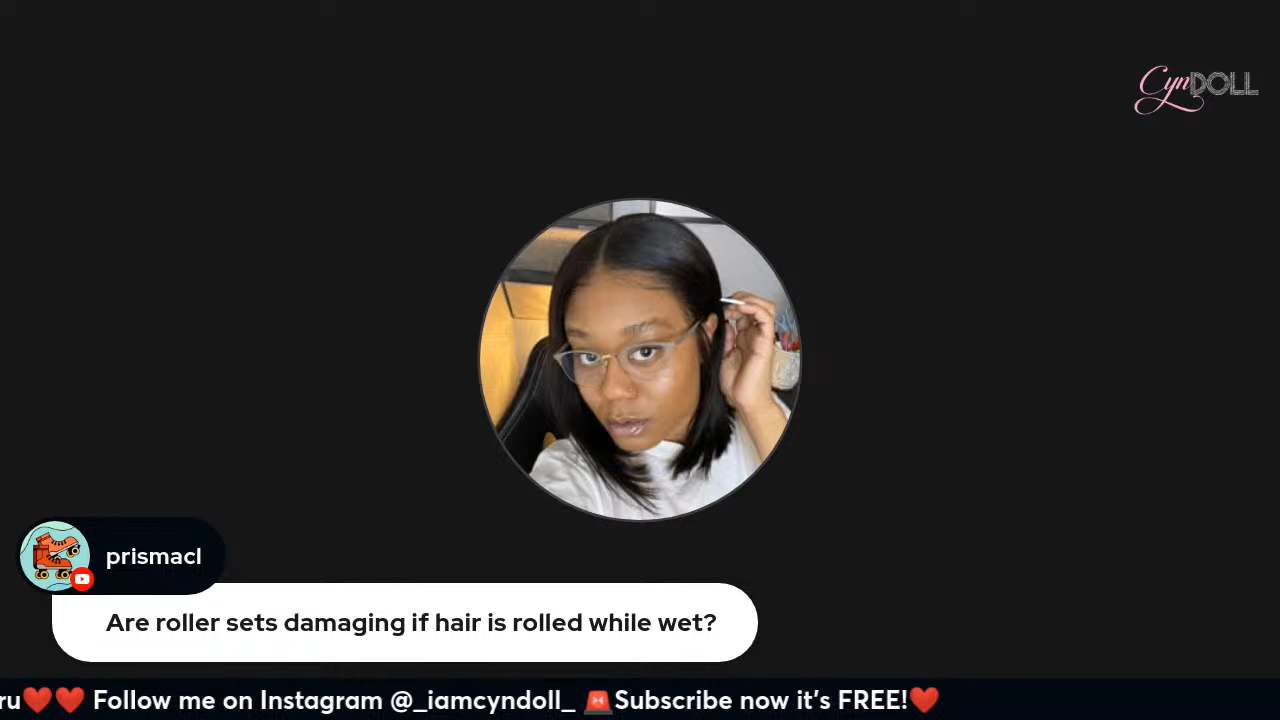 CynDOLL
prismacl
Are roller sets damaging if hair is rolled while wet?
ru❤️❤️ Follow me on Instagram @_iamcyndoll_ 🚨Subscribe now it's FREE!❤️